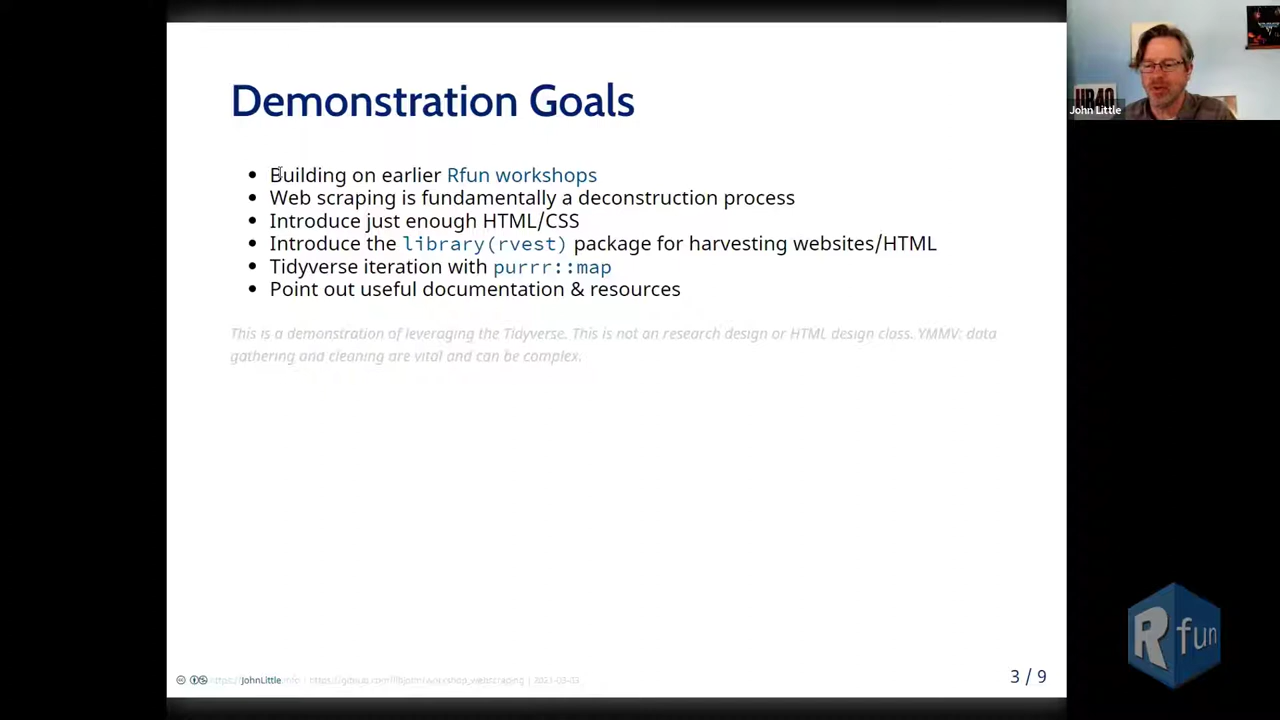 Demonstration Goals
• Building on earlier Rfun workshops
• Web scraping is fundamentally a deconstruction process
• Introduce just enough HTML/CSS
• Introduce the library(rvest) package for harvesting websites/HTML
• Tidyverse iteration with purrr::map
• Point out useful documentation & resources
This is a demonstration of leveraging the Tidyverse. This is not an research design or HTML design class. YMMV: data
gathering and cleaning are vital and can be complex.
JohnLittle
3 / 9
UB40
John Little
R fun